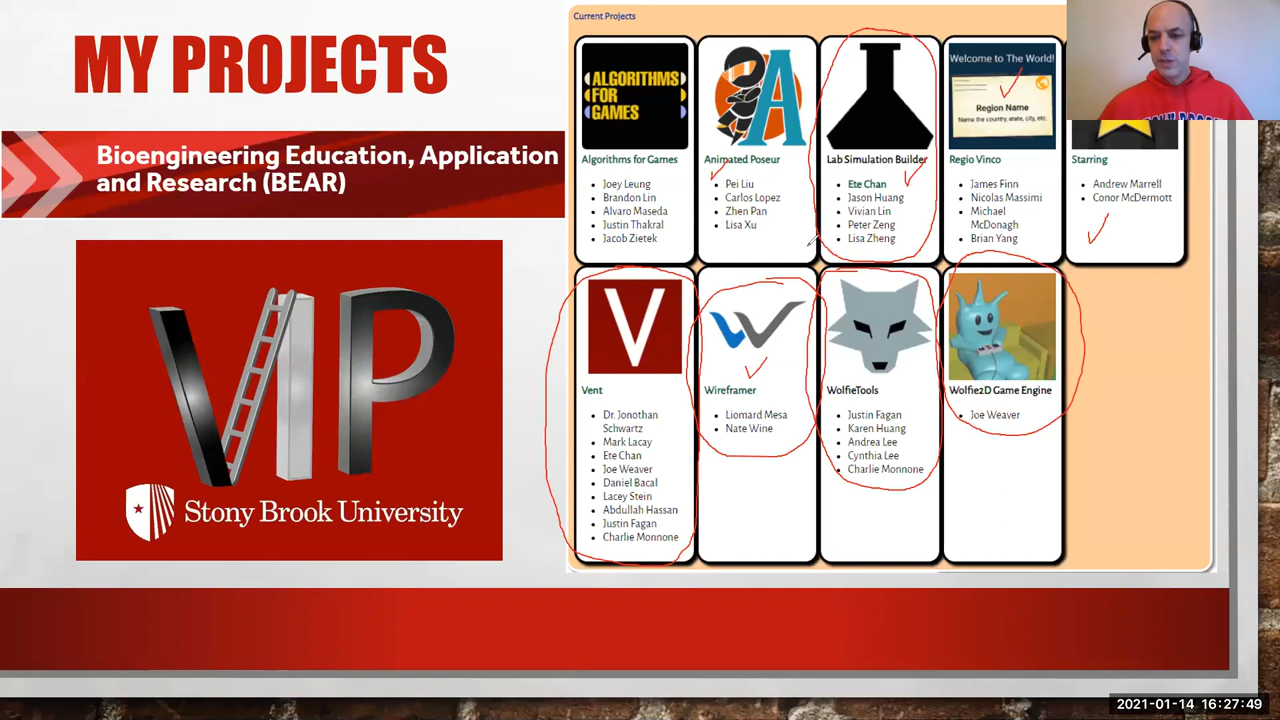 MY PROJECTS
Bioengineering Education, Application
and Research (BEAR)
VIP
Stony Brook University
Current Projects
ALGORITHMS
FOR
GAMES
Algorithms for Games
Joey Leung
Brandon Lin
Alvaro Maseda
Justin Thakral
Jacob Zietek
A
Animated Poseur
Pei Liu
Carlos Lopez
Zhen Pan
Lisa Xu
Lab Simulation Builder
Ete Chan
Jason Huang
Vivian Lin
Peter Zeng
Lisa Zheng
Welcome to The World!
Region Name
Name the country, state, city, etc.
Regio Vinco
James Finn
Nicolas Massimi
Michael
McDonagh
Brian Yang
Starring
Andrew Marrell
Conor McDermott
V
Vent
Dr. Jonothan
Schwartz
Mark Lacay
Ete Chan
Joe Weaver
Daniel Bacal
Lacey Stein
Abdullah Hassan
Justin Fagan
Charlie Monnone
W
Wireframer
Liomard Mesa
Nate Wine
WolfieTools
Justin Fagan
Karen Huang
Andrea Lee
Cynthia Lee
Charlie Monnone
Wolfie2D Game Engine
Joe Weaver
2021-01-14 16:27:49